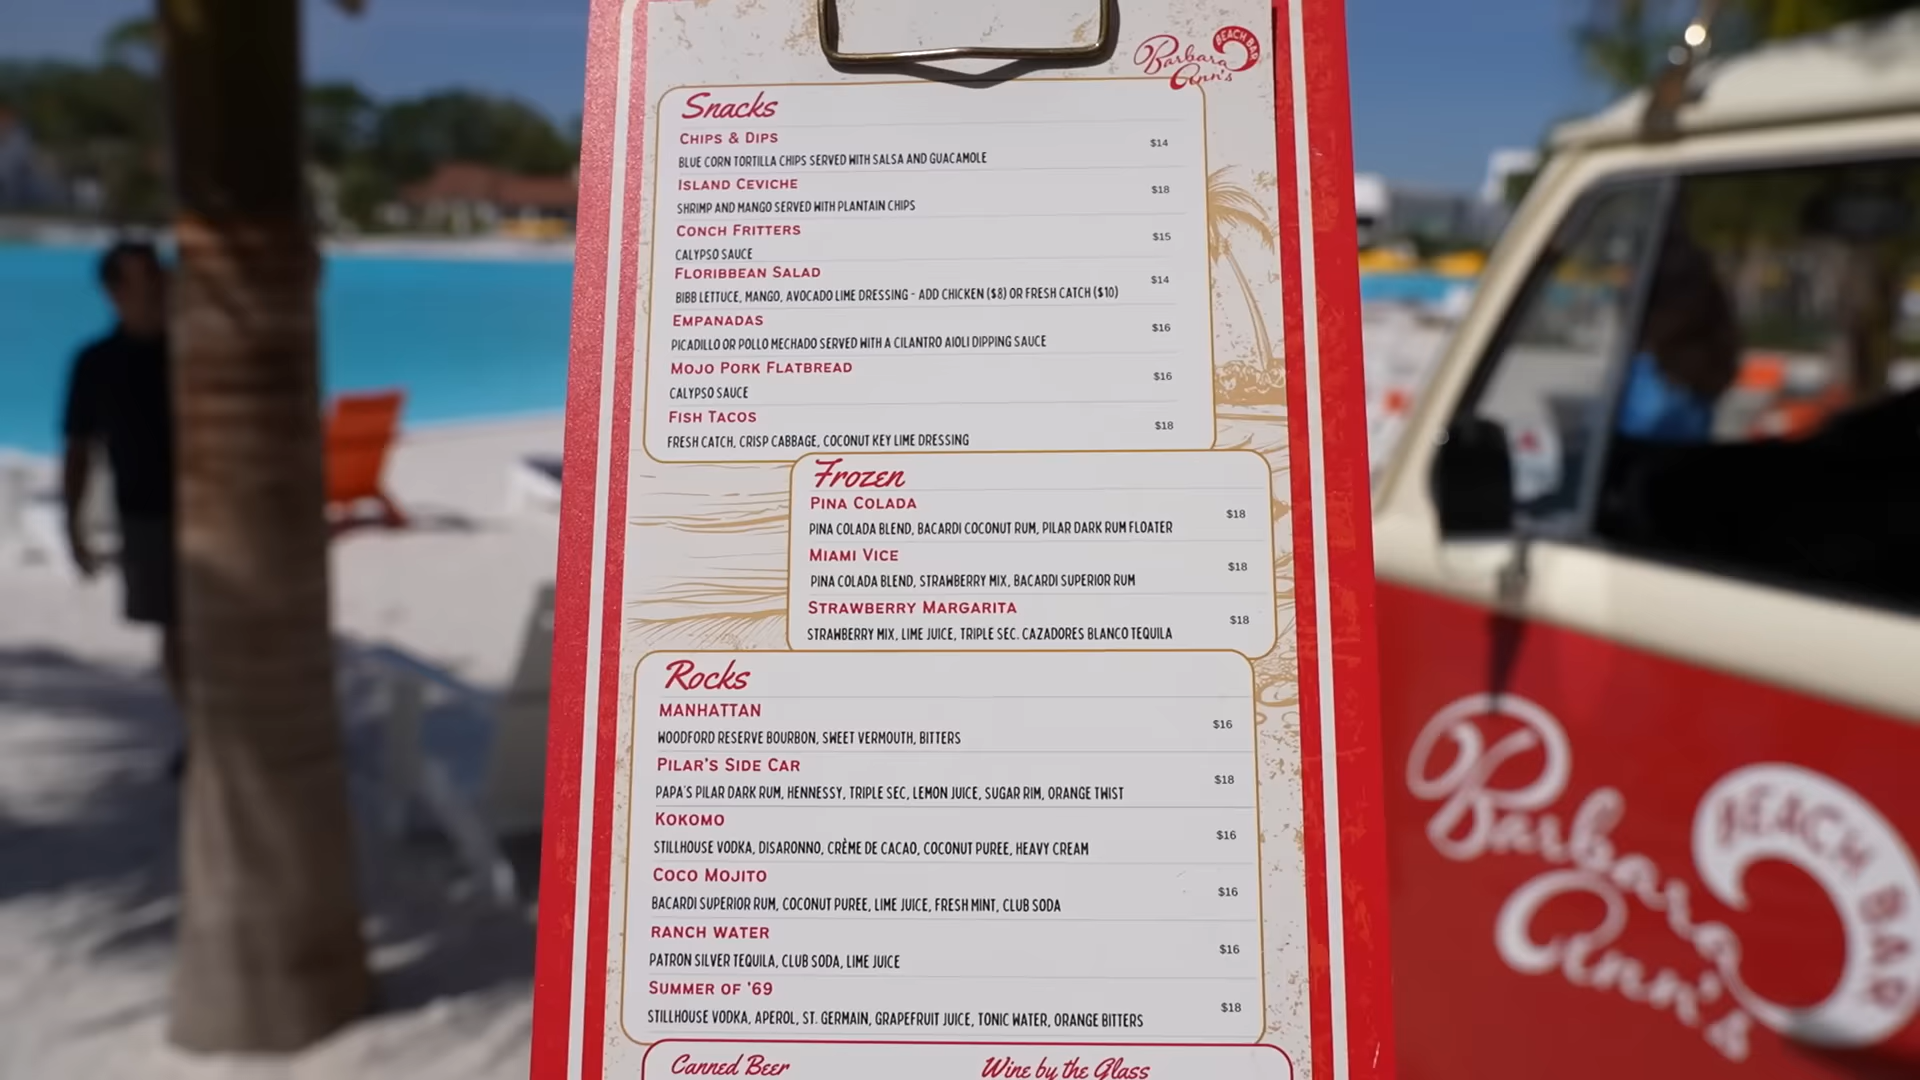 Barbara Ann's
BEACH BAR
Snacks
CHIPS & DIPS $14
BLUE CORN TORTILLA CHIPS SERVED WITH SALSA AND GUACAMOLE
ISLAND CEVICHE $18
SHRIMP AND MANGO SERVED WITH PLANTAIN CHIPS
CONCH FRITTERS $15
CALYPSO SAUCE
FLORIBBEAN SALAD $14
BIBB LETTUCE, MANGO, AVOCADO LIME DRESSING - ADD CHICKEN ($8) OR FRESH CATCH ($10)
EMPANADAS $16
PICADILLO OR POLLO MECHADO SERVED WITH A CILANTRO AIOLI DIPPING SAUCE
MOJO PORK FLATBREAD $16
CALYPSO SAUCE
FISH TACOS $18
FRESH CATCH, CRISP CABBAGE, COCONUT KEY LIME DRESSING
Frozen
PINA COLADA $18
PINA COLADA BLEND, BACARDI COCONUT RUM, PILAR DARK RUM FLOATER
MIAMI VICE $18
PINA COLADA BLEND, STRAWBERRY MIX, BACARDI SUPERIOR RUM
STRAWBERRY MARGARITA $18
STRAWBERRY MIX, LIME JUICE, TRIPLE SEC. CAZADORES BLANCO TEQUILA
Rocks
MANHATTAN $16
WOODFORD RESERVE BOURBON, SWEET VERMOUTH, BITTERS
PILAR'S SIDE CAR $18
PAPA'S PILAR DARK RUM, HENNESSY, TRIPLE SEC, LEMON JUICE, SUGAR RIM, ORANGE TWIST
KOKOMO $16
STILLHOUSE VODKA, DISARONNO, CRÈME DE CACAO, COCONUT PUREE, HEAVY CREAM
COCO MOJITO $16
BACARDI SUPERIOR RUM, COCONUT PUREE, LIME JUICE, FRESH MINT, CLUB SODA
RANCH WATER $16
PATRON SILVER TEQUILA, CLUB SODA, LIME JUICE
SUMMER OF '69 $18
STILLHOUSE VODKA, APEROL, ST. GERMAIN, GRAPEFRUIT JUICE, TONIC WATER, ORANGE BITTERS
Canned Beer
Wine by the Glass
Barbara Ann's
BEACH BAR